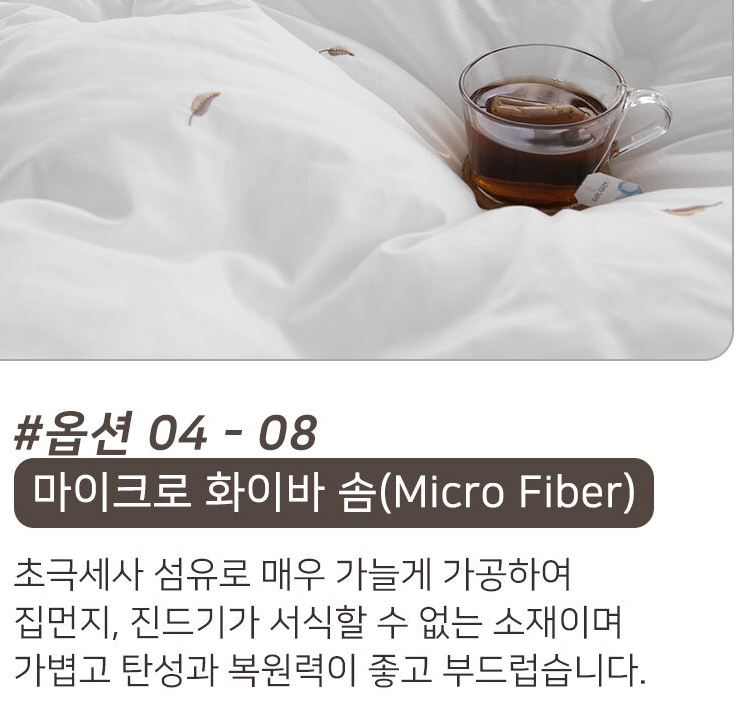 #옵션 04 - 08
마이크로 화이바 솜(Micro Fiber)
초극세사 섬유로 매우 가늘게 가공하여
집먼지, 진드기가 서식할 수 없는 소재이며
가볍고 탄성과 복원력이 좋고 부드럽습니다.